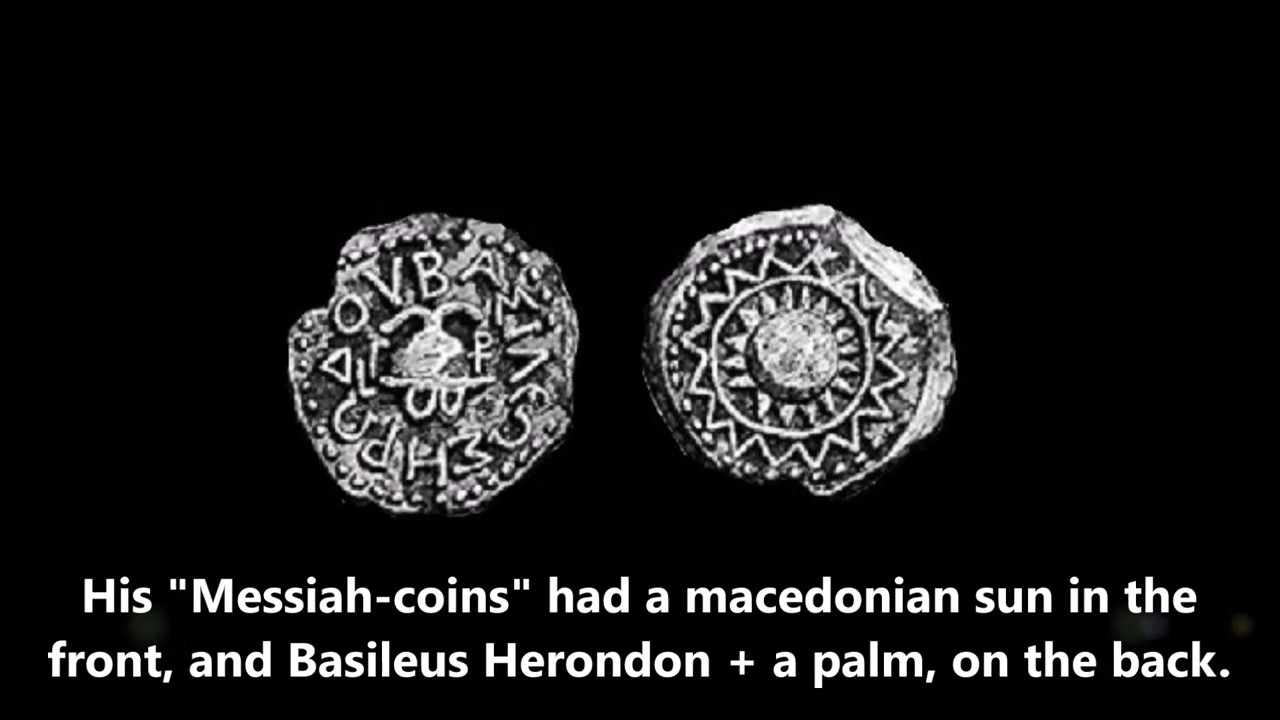 His "Messiah-coins" had a macedonian sun in the
front, and Basileus Herondon + a palm, on the back.